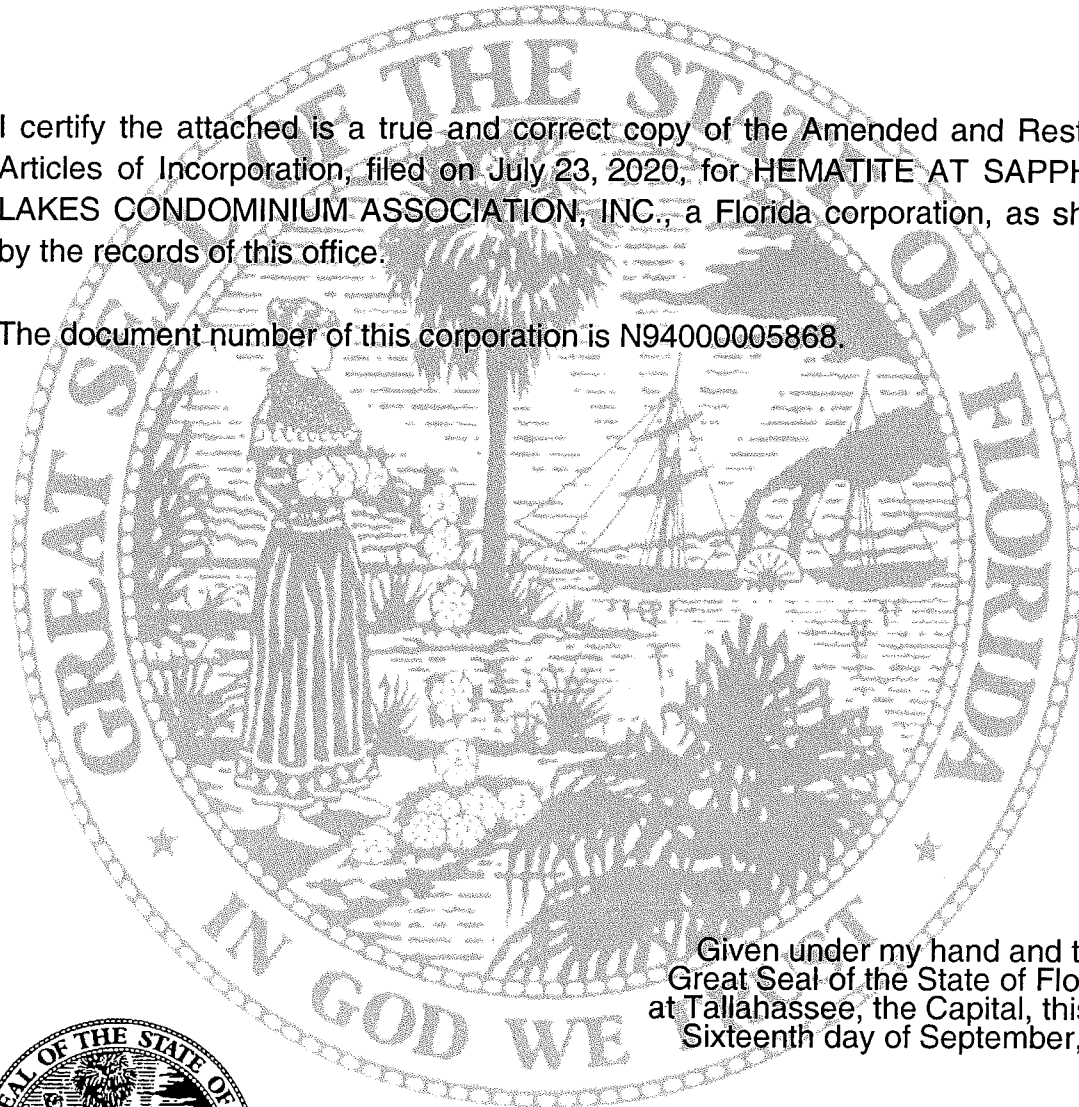 I certify the attached is a true and correct copy of the Amended and Rest
Articles of Incorporation, filed on July 23, 2020, for HEMATITE AT SAPPH
LAKES CONDOMINIUM ASSOCIATION, INC., a Florida corporation, as sh
by the records of this office.
The document number of this corporation is N94000005868.
GREAT SEAL OF THE STATE OF FLORIDA
IN GOD WE TRUST
Given under my hand and t
Great Seal of the State of Flo
at Tallahassee, the Capital, this
Sixteenth day of September,
EAL OF THE STATE OF